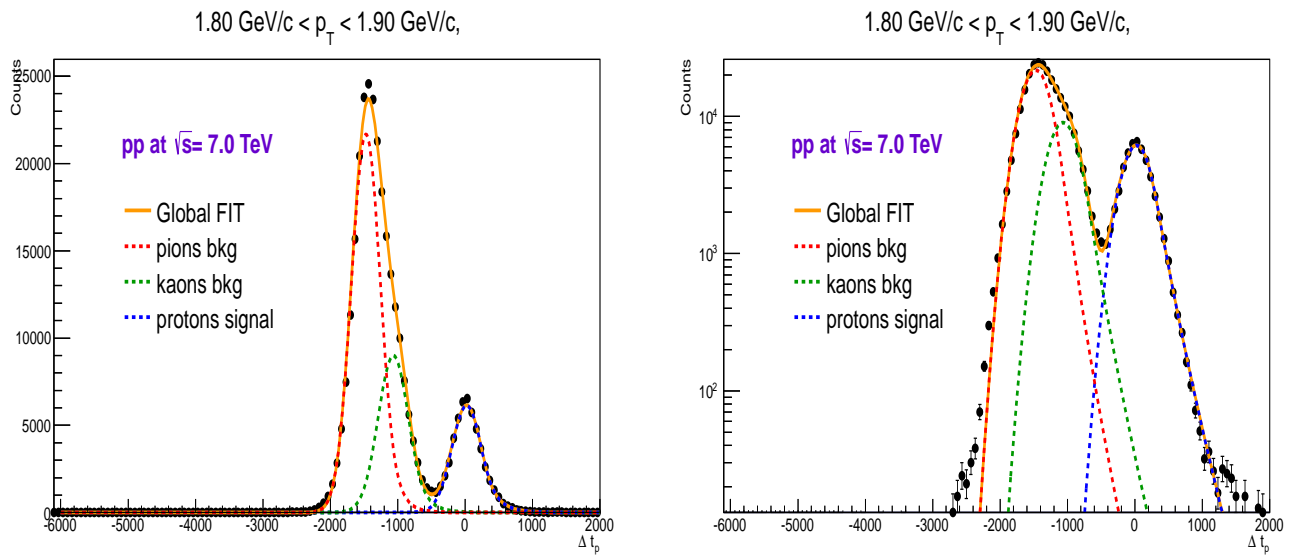 1.80 GeV/c < p_T < 1.90 GeV/c,
Counts
25000
20000
15000
10000
5000
0
pp at √s= 7.0 TeV
Global FIT
pions bkg
kaons bkg
protons signal
-6000 -5000 -4000 -3000 -2000 -1000 0 1000 2000
Δ t_p
1.80 GeV/c < p_T < 1.90 GeV/c,
Counts
10^4
10^3
10^2
pp at √s= 7.0 TeV
Global FIT
pions bkg
kaons bkg
protons signal
-6000 -5000 -4000 -3000 -2000 -1000 0 1000 2000
Δ t_p